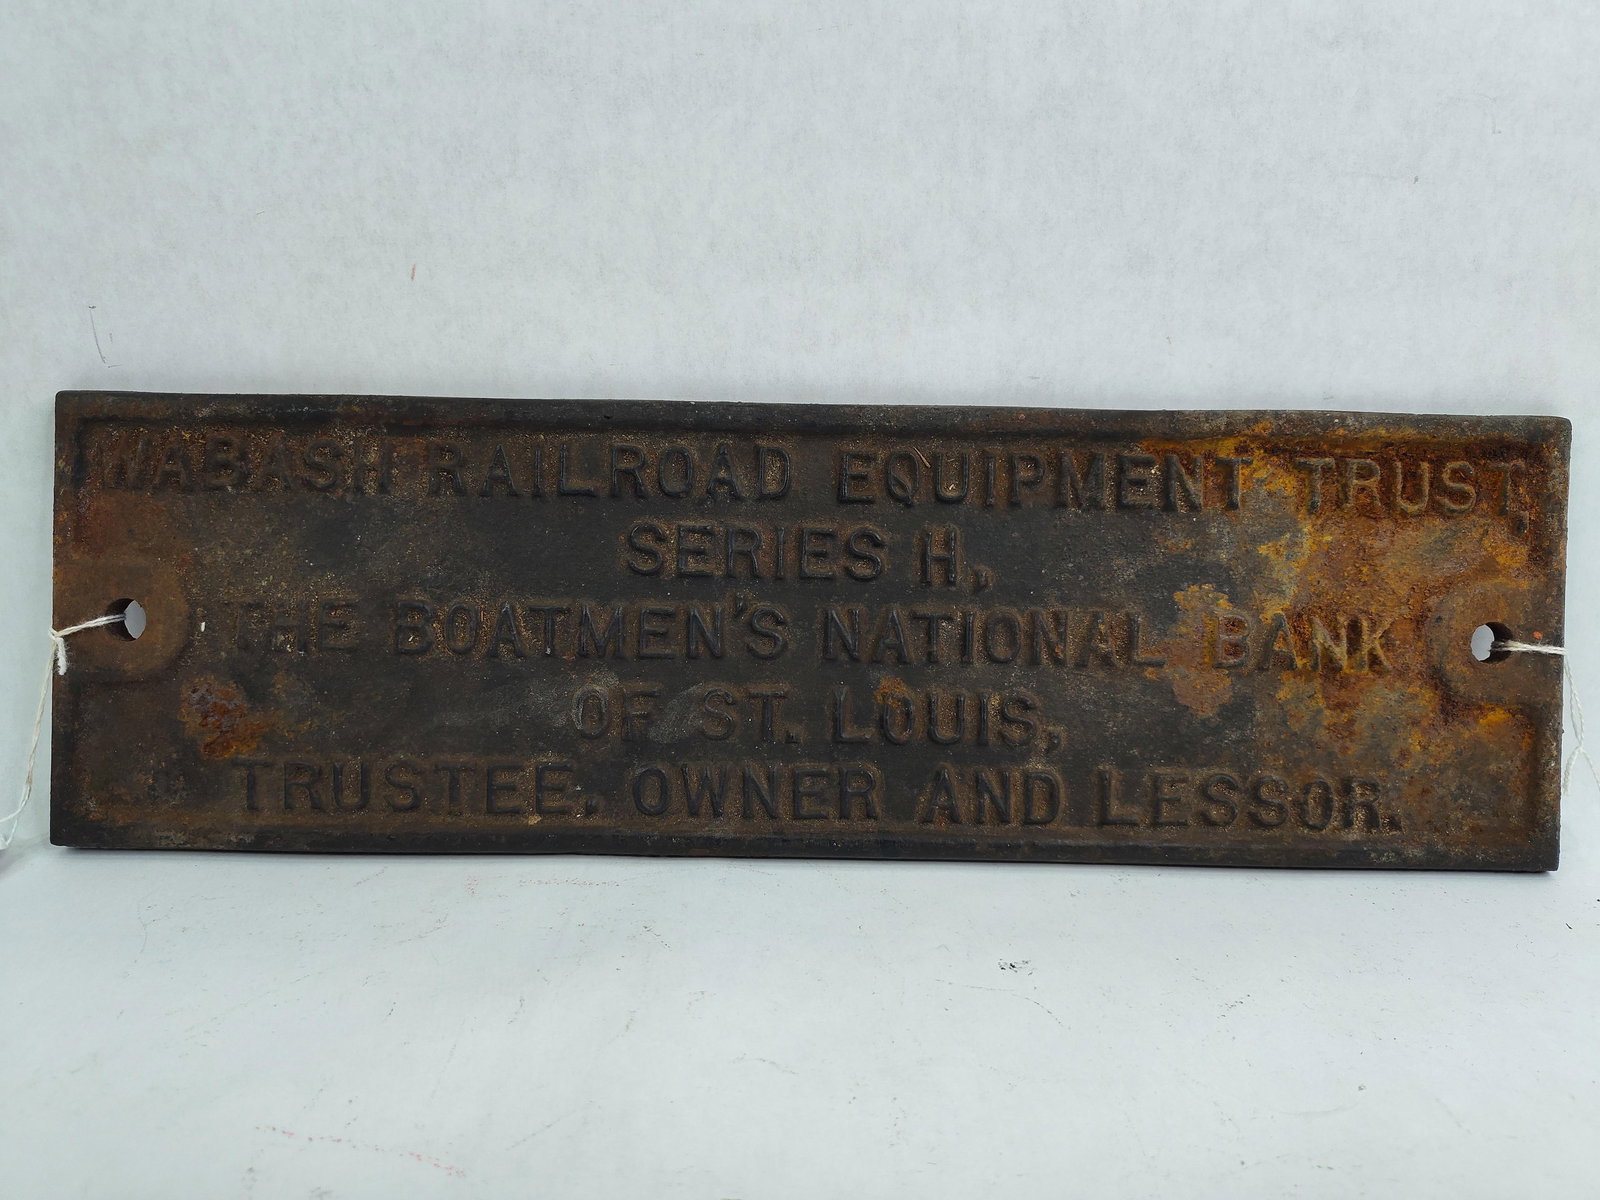 WABASH RAILROAD EQUIPMENT TRUST,
SERIES H,
THE BOATMEN'S NATIONAL BANK
OF ST. LOUIS,
TRUSTEE, OWNER AND LESSOR.